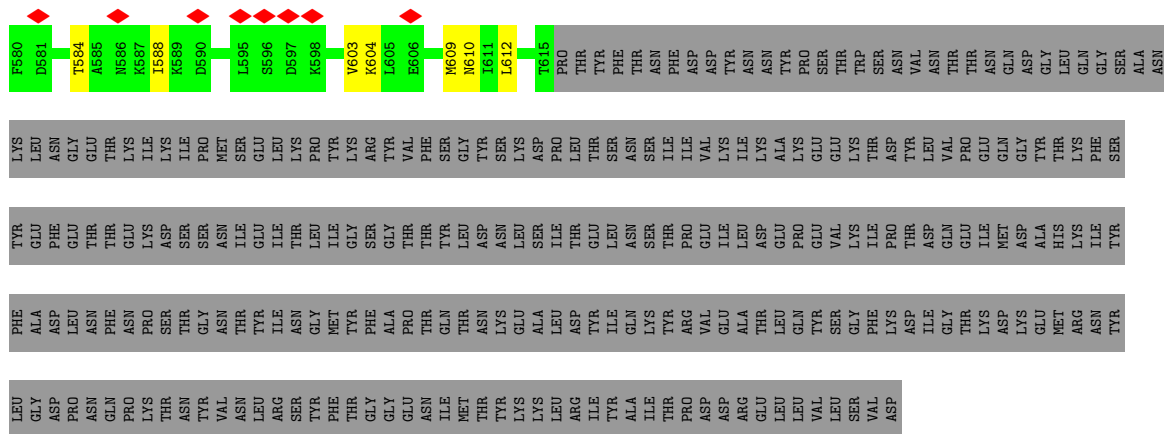 F580 D581 T584 A585 N586 K587 I588 K589 D590 L595 S596 D597 K598 V603 K604 L605 E606 M609 N610 I611 L612 T615 PRO THR TYR PHE THR ASN PHE ASP ASP TYR ASN ASN TYR PRO SER THR TRP SER ASN VAL ASN THR THR ASN GLN ASP GLY LEU GLN GLY SER ALA ASN
LYS LEU ASN GLY GLU THR LYS ILE LYS ILE PRO MET SER GLU LEU LYS PRO TYR LYS ARG TYR VAL PHE SER GLY TYR SER LYS ASP PRO LEU THR SER ASN SER ILE ILE VAL LYS ILE LYS ALA LYS GLU GLU LYS THR ASP TYR LEU VAL PRO GLU GLN GLY TYR THR LYS PHE SER
TYR GLU PHE GLU THR THR GLU LYS ASP SER SER ASN ILE GLU ILE THR LEU ILE GLY SER GLY THR THR TYR LEU ASP ASN LEU SER ILE THR GLU LEU ASN SER THR PRO GLU ILE LEU ASP GLU PRO GLU VAL LYS ILE PRO THR ASP GLN GLU ILE MET ASP ALA HIS LYS ILE TYR
PHE ALA ASP LEU ASN PHE ASN PRO SER THR GLY ASN THR TYR ILE ASN GLY MET TYR PHE ALA PRO THR GLN THR ASN LYS GLU ALA LEU ASP TYR ILE GLN LYS TYR ARG VAL GLU ALA THR LEU GLN TYR SER GLY PHE LYS ASP ILE GLY THR LYS ASP LYS GLU MET ARG ASN TYR
LEU GLY ASP PRO ASN GLN PRO LYS THR ASN TYR VAL ASN LEU ARG SER TYR PHE THR GLY GLY GLU ASN ILE MET THR TYR LYS LYS LEU ARG ILE TYR ALA ILE THR PRO ASP ASP ARG GLU LEU LEU VAL LEU SER VAL ASP